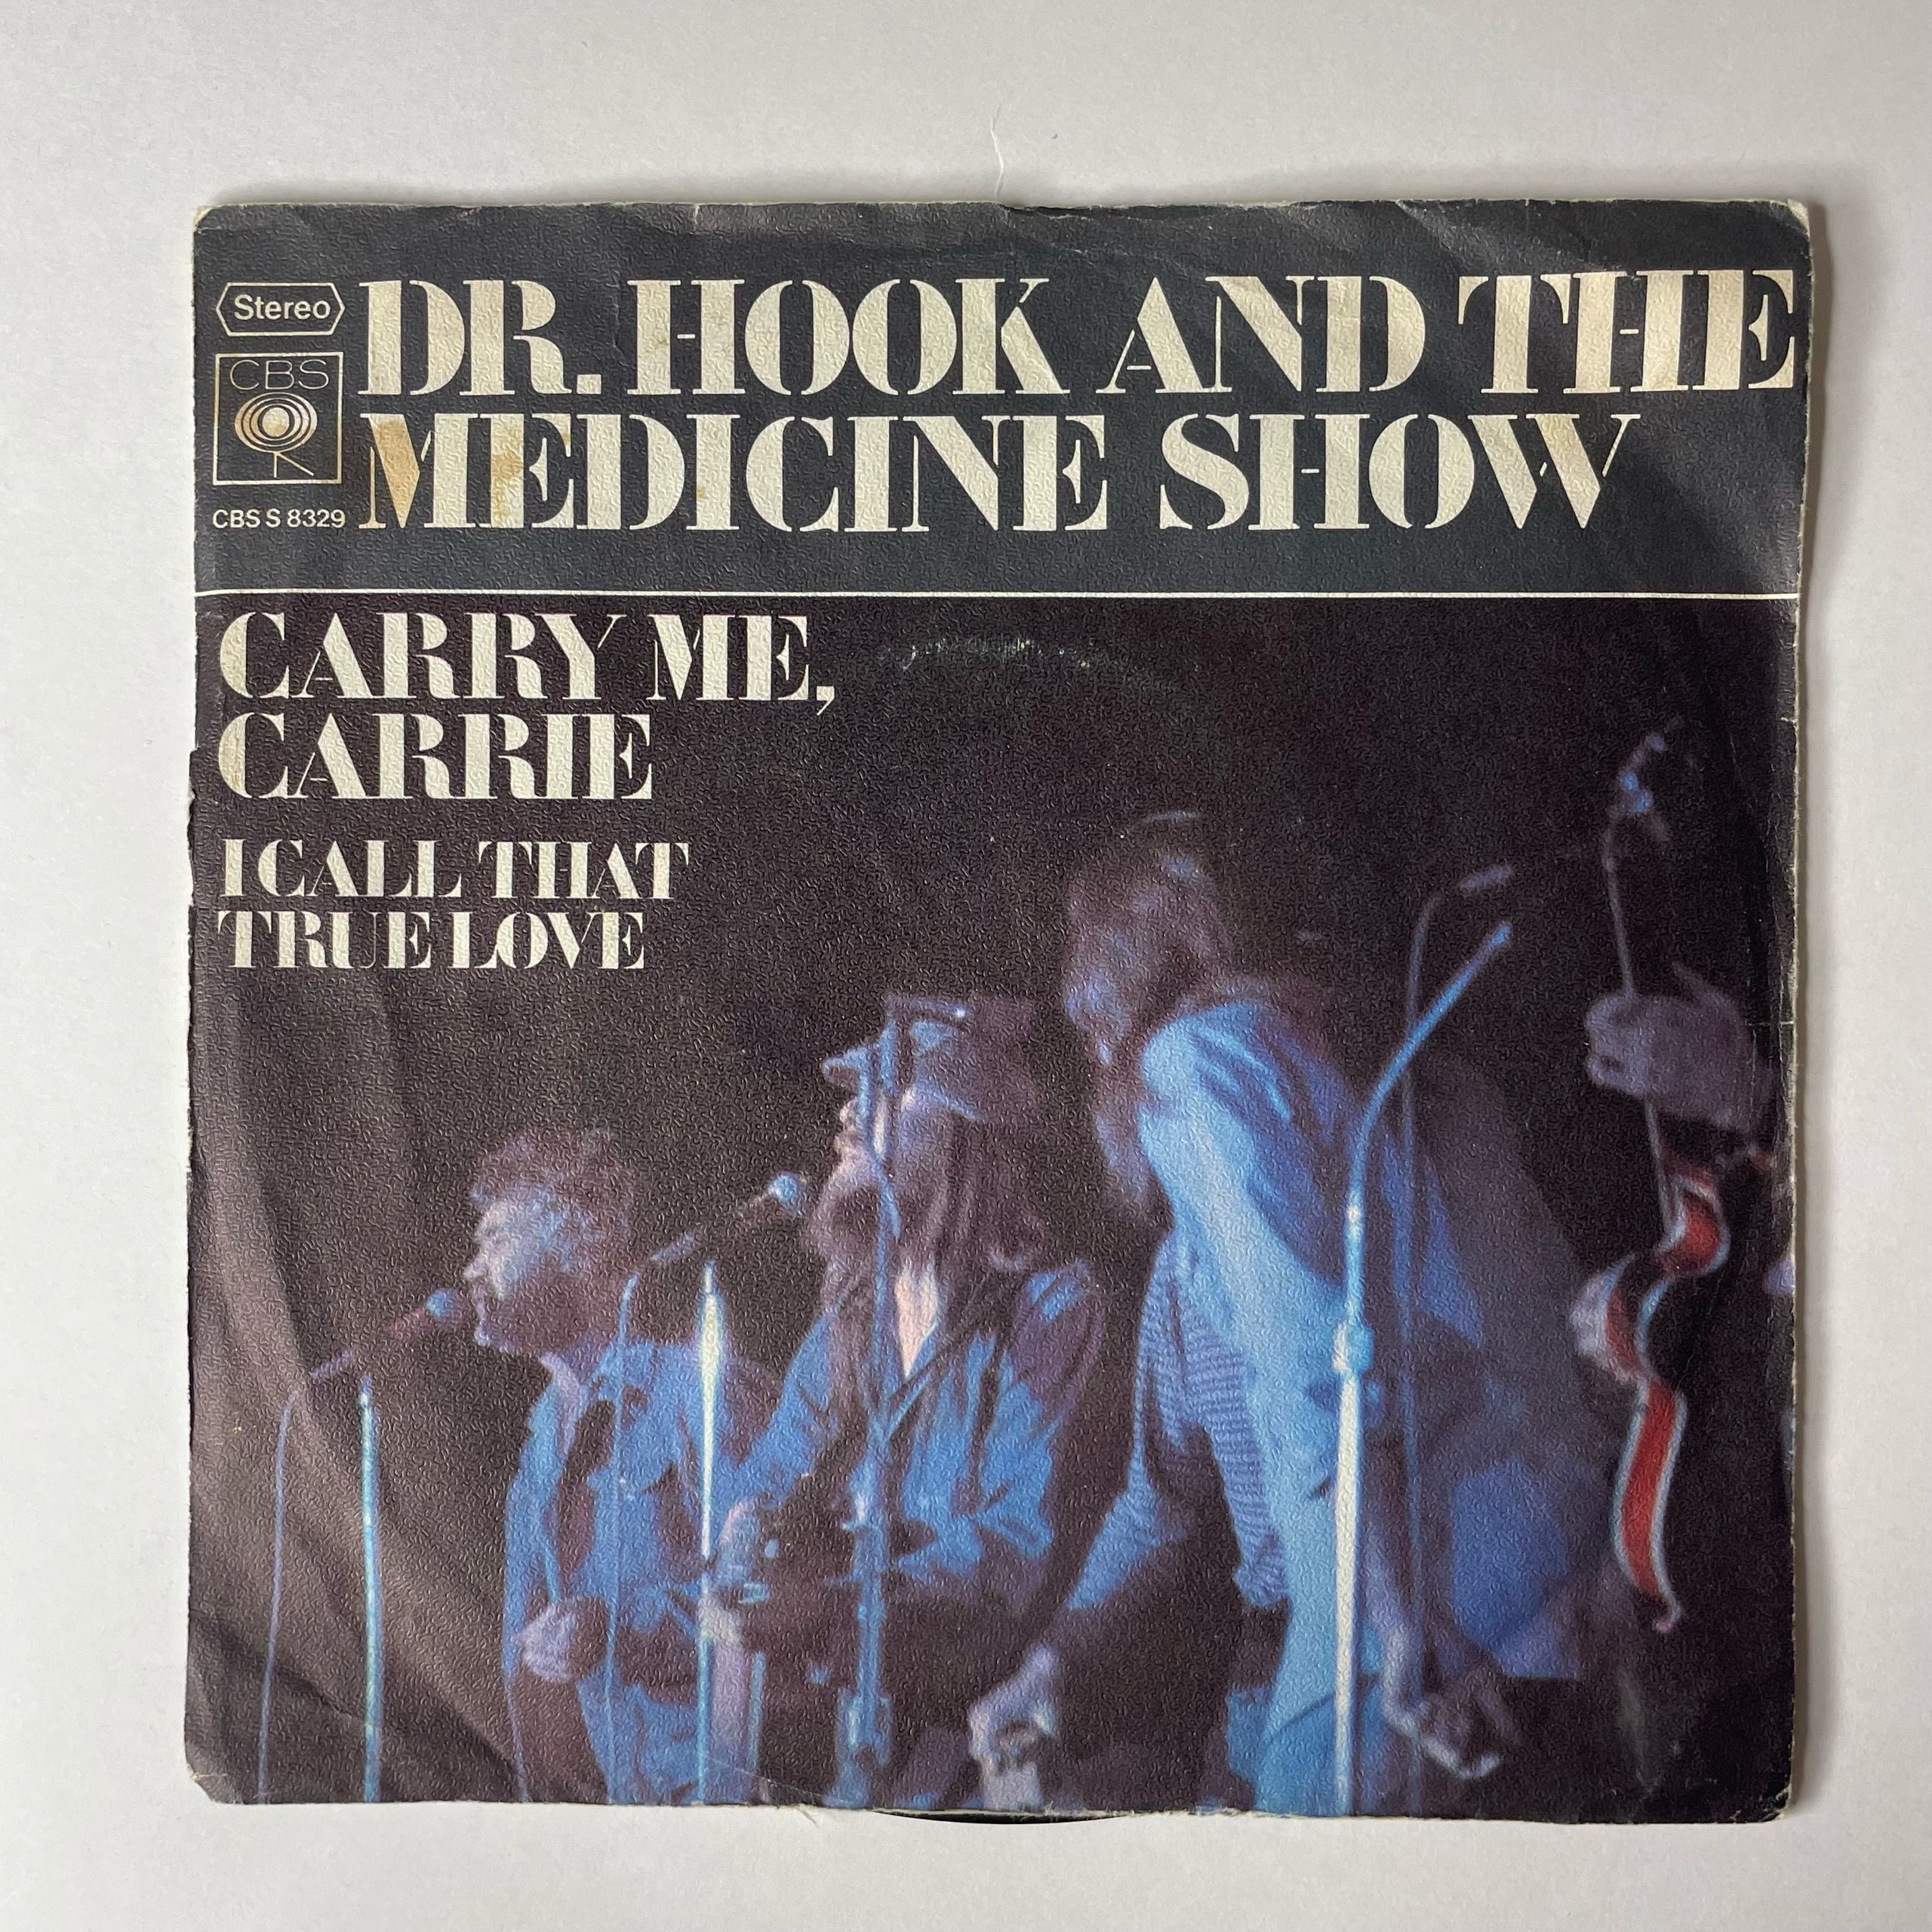 Stereo
CBS
CBS S 8329
DR. HOOK AND THE
MEDICINE SHOW
CARRY ME,
CARRIE
I CALL THAT
TRUE LOVE